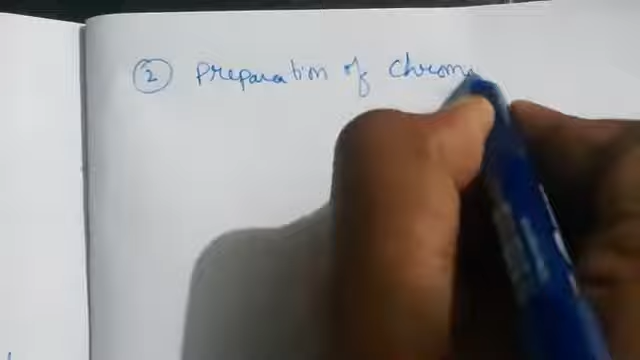 ② Preparation of chrom